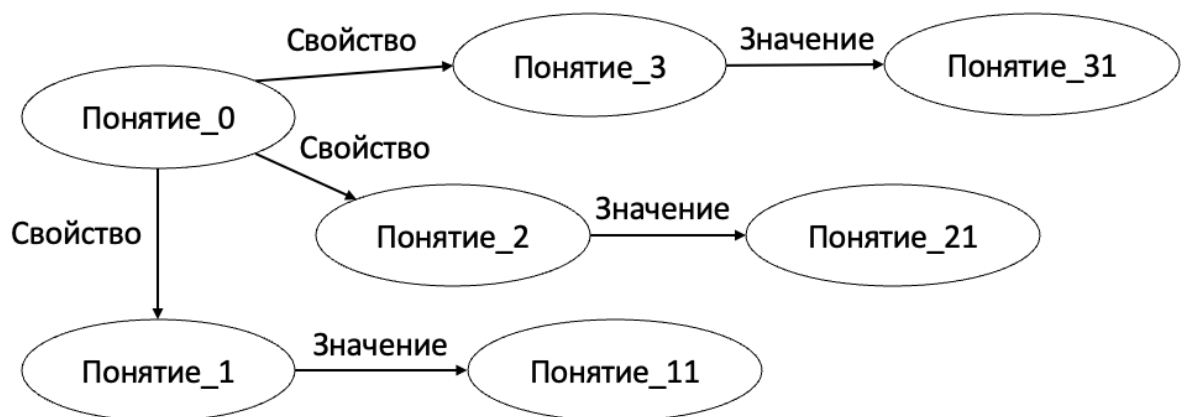 Свойство
Значение
Понятие_3
Понятие_31
Понятие_0
Свойство
Значение
Свойство
Понятие_2
Понятие_21
Значение
Понятие_1
Понятие_11